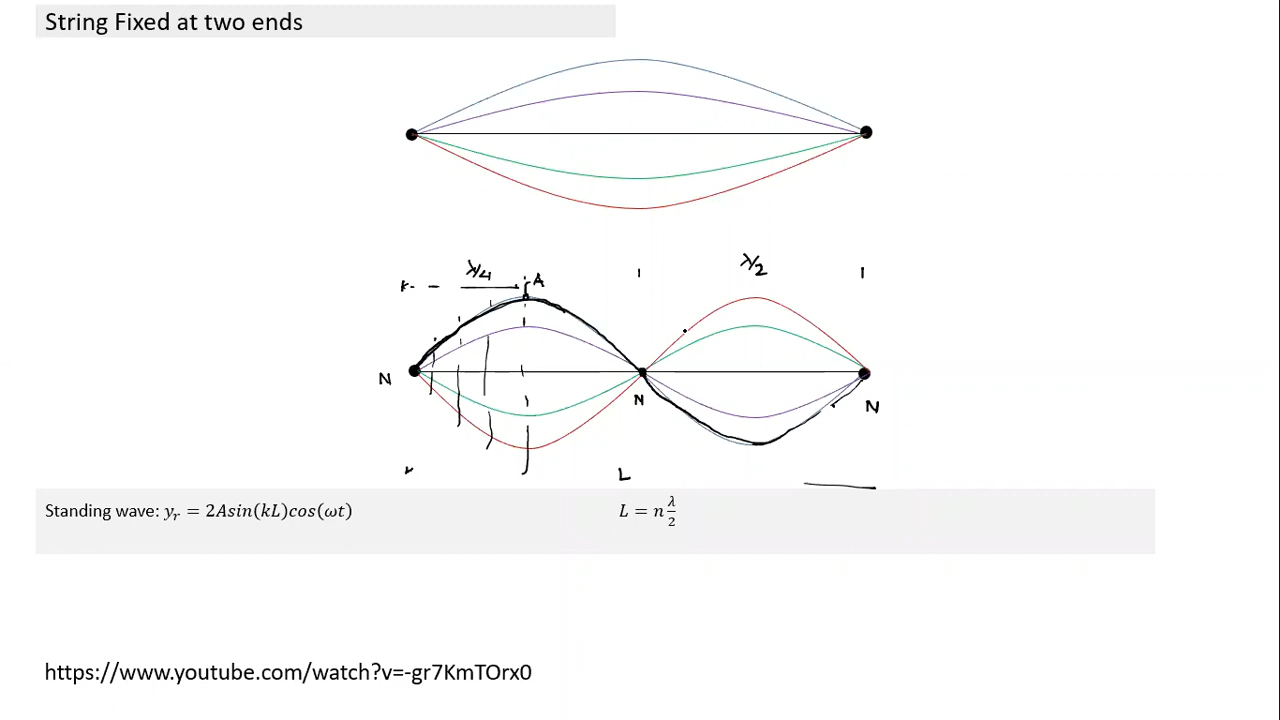 String Fixed at two ends
λ/4
A
λ/2
N
N
N
L
Standing wave: y_r = 2Asin(kL)cos(ωt)
L = n λ/2
https://www.youtube.com/watch?v=-gr7KmTOrx0